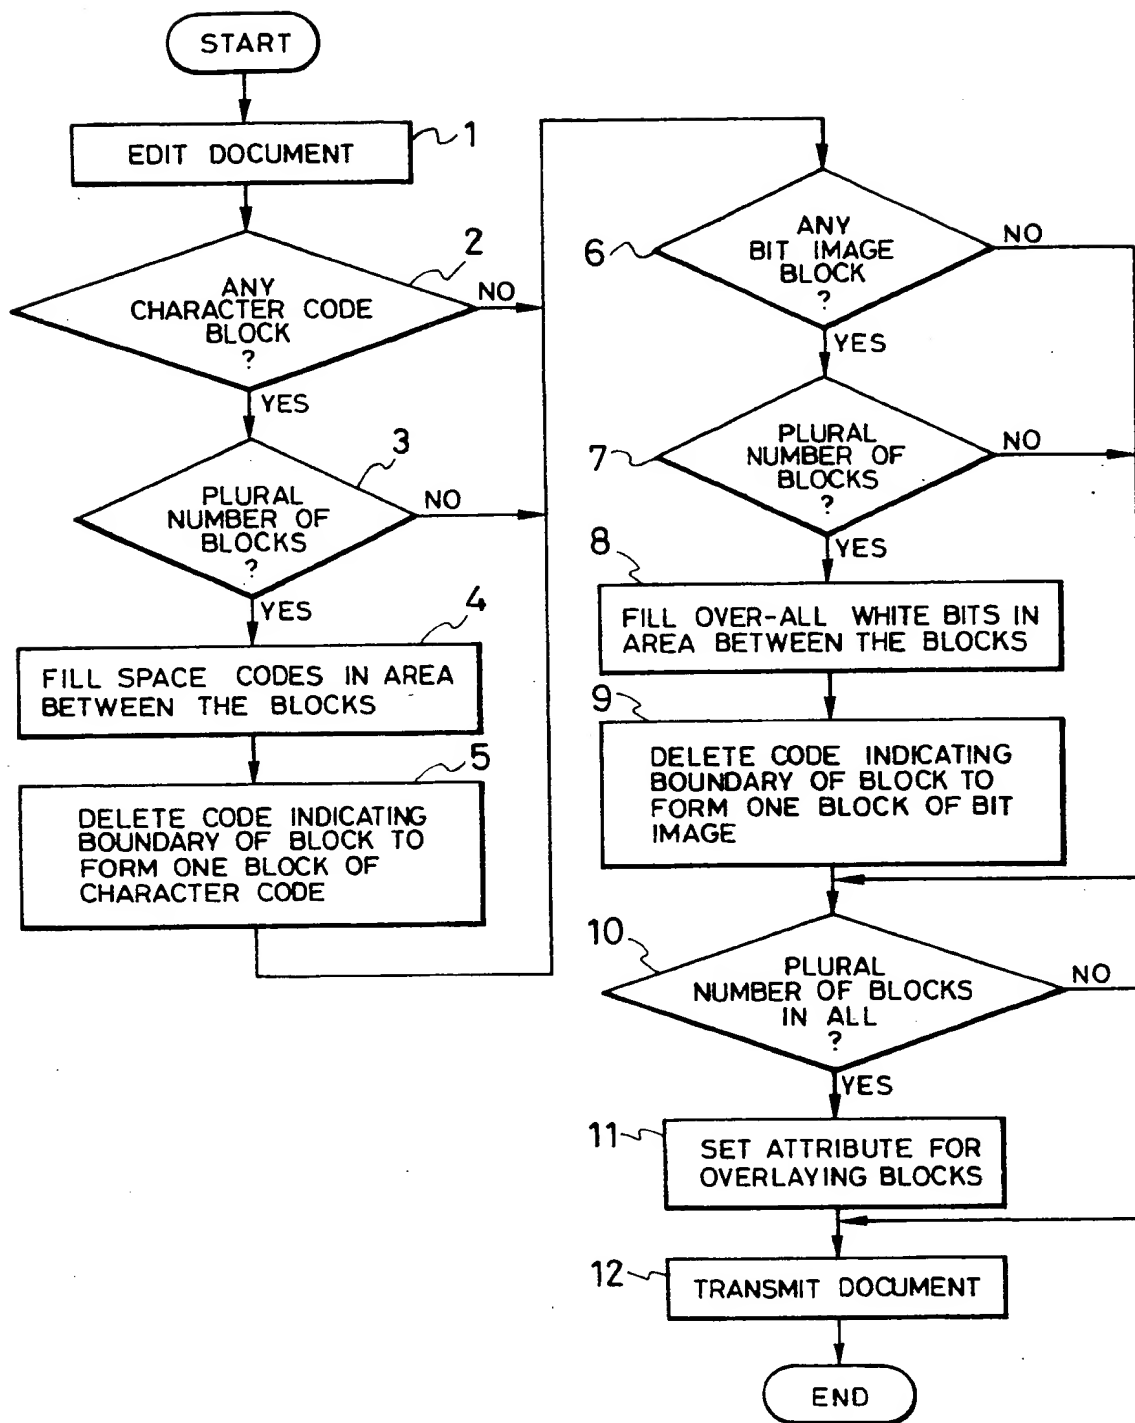 START
1
EDIT DOCUMENT
2
ANY
CHARACTER CODE
BLOCK
?
NO
YES
3
PLURAL
NUMBER OF
BLOCKS
?
NO
YES
4
FILL SPACE CODES IN AREA
BETWEEN THE BLOCKS
5
DELETE CODE INDICATING
BOUNDARY OF BLOCK TO
FORM ONE BLOCK OF
CHARACTER CODE
6
ANY
BIT IMAGE
BLOCK
?
NO
YES
7
PLURAL
NUMBER OF
BLOCKS
?
NO
YES
8
FILL OVER-ALL WHITE BITS IN
AREA BETWEEN THE BLOCKS
9
DELETE CODE INDICATING
BOUNDARY OF BLOCK TO
FORM ONE BLOCK OF BIT
IMAGE
10
PLURAL
NUMBER OF BLOCKS
IN ALL
?
NO
YES
11
SET ATTRIBUTE FOR
OVERLAYING BLOCKS
12
TRANSMIT DOCUMENT
END